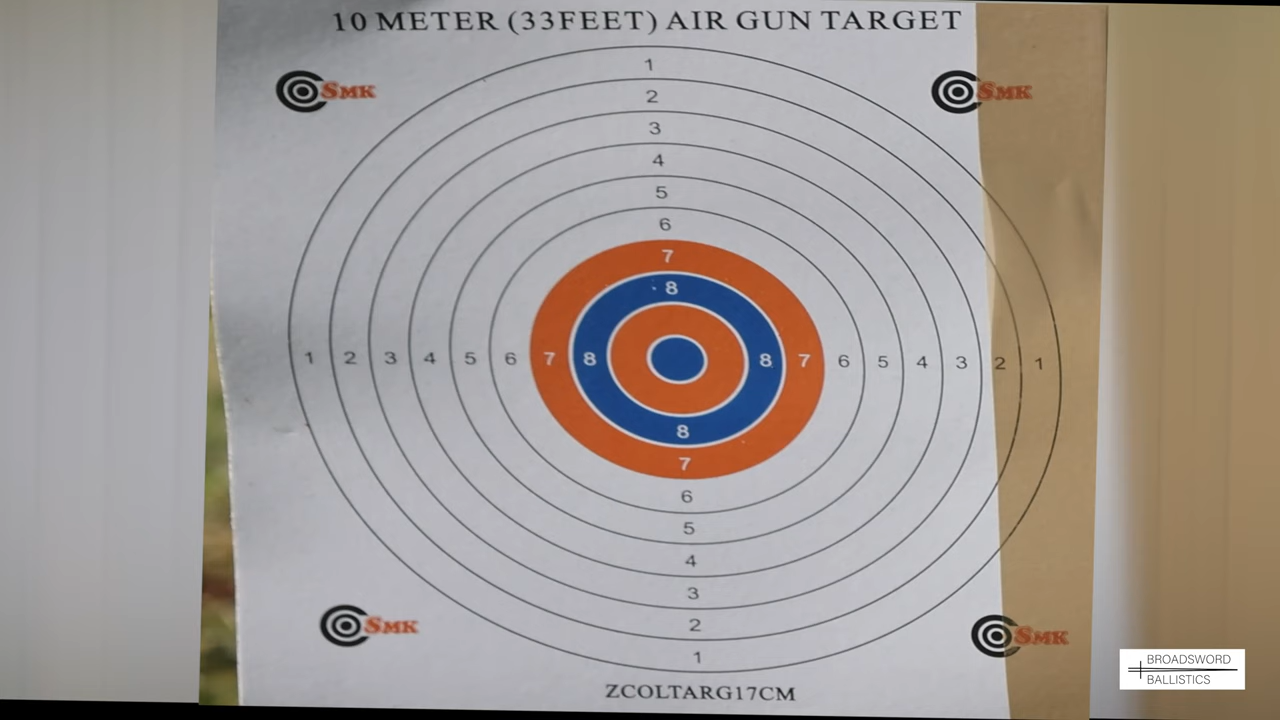 10 METER (33FEET) AIR GUN TARGET
SMK SMK
1
2
3
4
5
6
7
8
1 2 3 4 5 6 7 8 8 7 6 5 4 3 2 1
8
7
6
5
4
3
2
1
SMK SMK
ZCOLTARG17CM
BROADSWORD
BALLISTICS